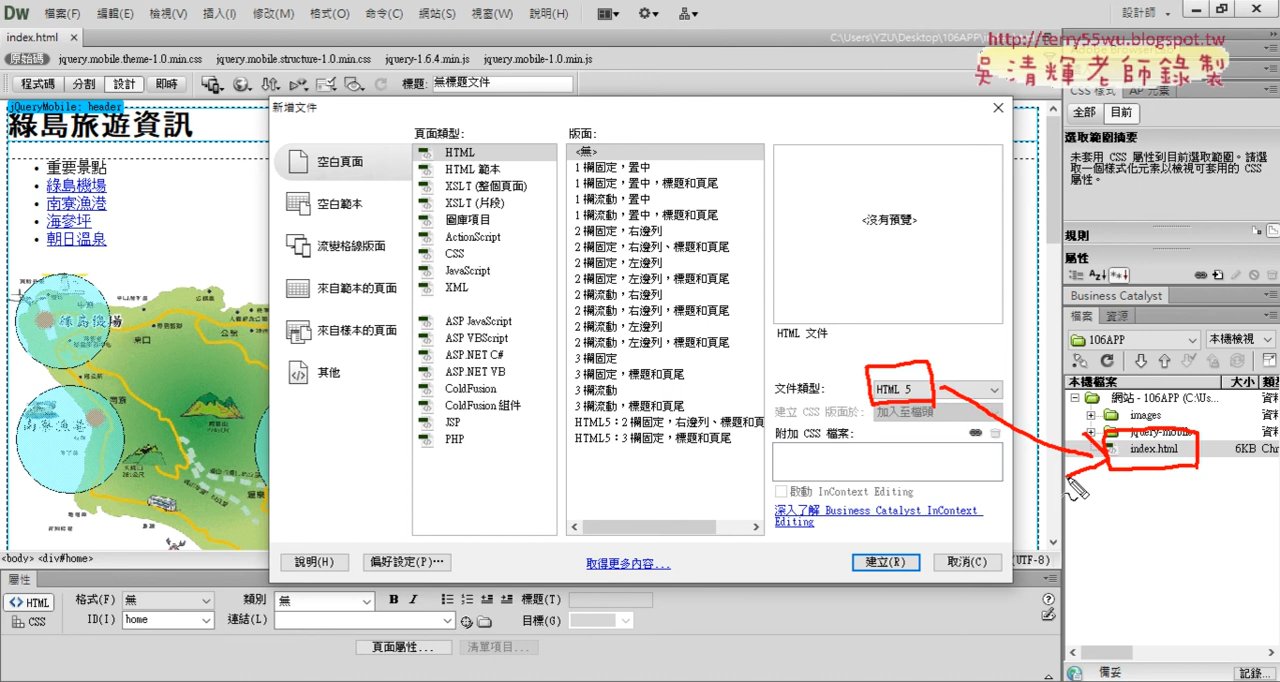 Dw 檔案(F) 編輯(E) 檢視(V) 插入(I) 修改(M) 格式(O) 命令(C) 網站(S) 視窗(W) 說明(H) 設計師
index.html C:\Users\YZU\Desktop\106APP\
http://terry55wu.blogspot.tw
吳清輝老師錄製
原始碼 jquery.mobile.theme-1.0.min.css jquery.mobile.structure-1.0.min.css jquery-1.6.4.min.js jquery.mobile-1.0.min.js
程式碼 分割 設計 即時 標題: 無標題文件
CSS 樣式 AP 元素
全部 目前
選取範圍摘要
未套用 CSS 屬性到目前選取範圍。請選
取一個樣式化元素以檢視可套用的 CSS
屬性。
規則
屬性
Business Catalyst
檔案 資源
106APP 本機檢視
本機檔案 大小 類
網站 - 106APP (C:\Us... 資料
images 資料
jquery-mobile 資料
index.html 6KB Chr
備妥 記錄...
jQueryMobile: header
綠島旅遊資訊
重要景點
綠島機場
南寮漁港
海參坪
朝日溫泉
綠島機場
南寮漁港
新增文件
空白頁面
空白範本
流變格線版面
來自範本的頁面
來自樣本的頁面
其他
頁面類型:
HTML
HTML 範本
XSLT (整個頁面)
XSLT (片段)
圖庫項目
ActionScript
CSS
JavaScript
XML
ASP JavaScript
ASP VBScript
ASP.NET C#
ASP.NET VB
ColdFusion
ColdFusion 組件
JSP
PHP
版面:
<無>
1 欄固定，置中
1 欄固定，置中，標題和頁尾
1 欄流動，置中
1 欄流動，置中，標題和頁尾
2 欄固定，右邊列
2 欄固定，右邊列、標題和頁尾
2 欄固定，左邊列
2 欄固定，左邊列，標題和頁尾
2 欄流動，右邊列
2 欄流動，右邊列，標題和頁尾
2 欄流動，左邊列
2 欄流動，左邊列，標題和頁尾
3 欄固定
3 欄固定，標題和頁尾
3 欄流動
3 欄流動，標題和頁尾
HTML5：2 欄固定，右邊列，標題和頁
HTML5：3 欄固定，標題和頁尾
<沒有預覽>
HTML 文件
文件類型: HTML 5
建立 CSS 版面於: 加入至檔頭
附加 CSS 檔案:
啟動 InContext Editing
深入了解 Business Catalyst InContext
Editing
說明(H) 偏好設定(P)... 取得更多內容... 建立(R) 取消(C)
<body> <div#home> (UTF-8)
屬性
HTML 格式(F) 無 類別 無 B I 標題(T)
CSS ID(I) home 連結(L) 目標(G)
頁面屬性... 清單項目...